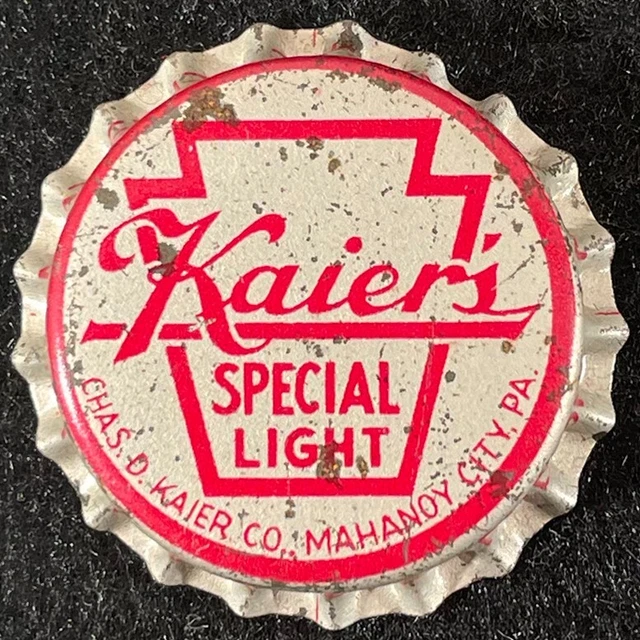 Kaier's
SPECIAL
LIGHT
CHAS. D. KAIER CO., MAHANOY CITY, PA.